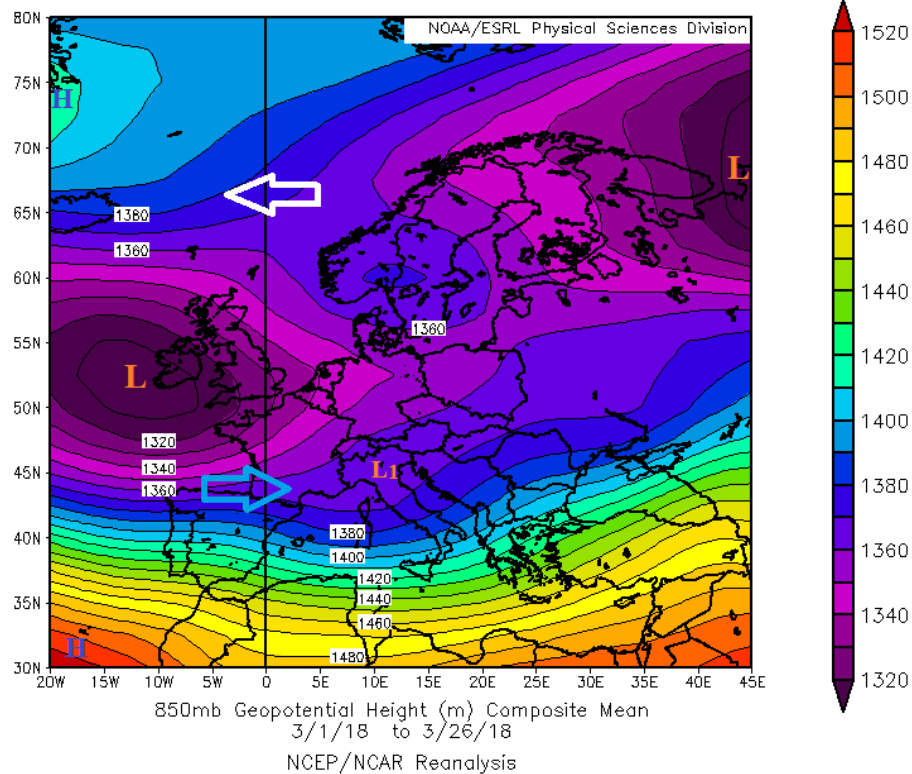 NOAA/ESRL Physical Sciences Division
80N
75N
70N
65N
60N
55N
50N
45N
40N
35N
30N
20W 15W 10W 5W 0 5E 10E 15E 20E 25E 30E 35E 40E 45E
H
L
1380
1360
1360
L
1320
1340
1360
L1
1380
1400
1420
1440
1460
1480
H
1520
1500
1480
1460
1440
1420
1400
1380
1360
1340
1320
850mb Geopotential Height (m) Composite Mean
3/1/18 to 3/26/18
NCEP/NCAR Reanalysis